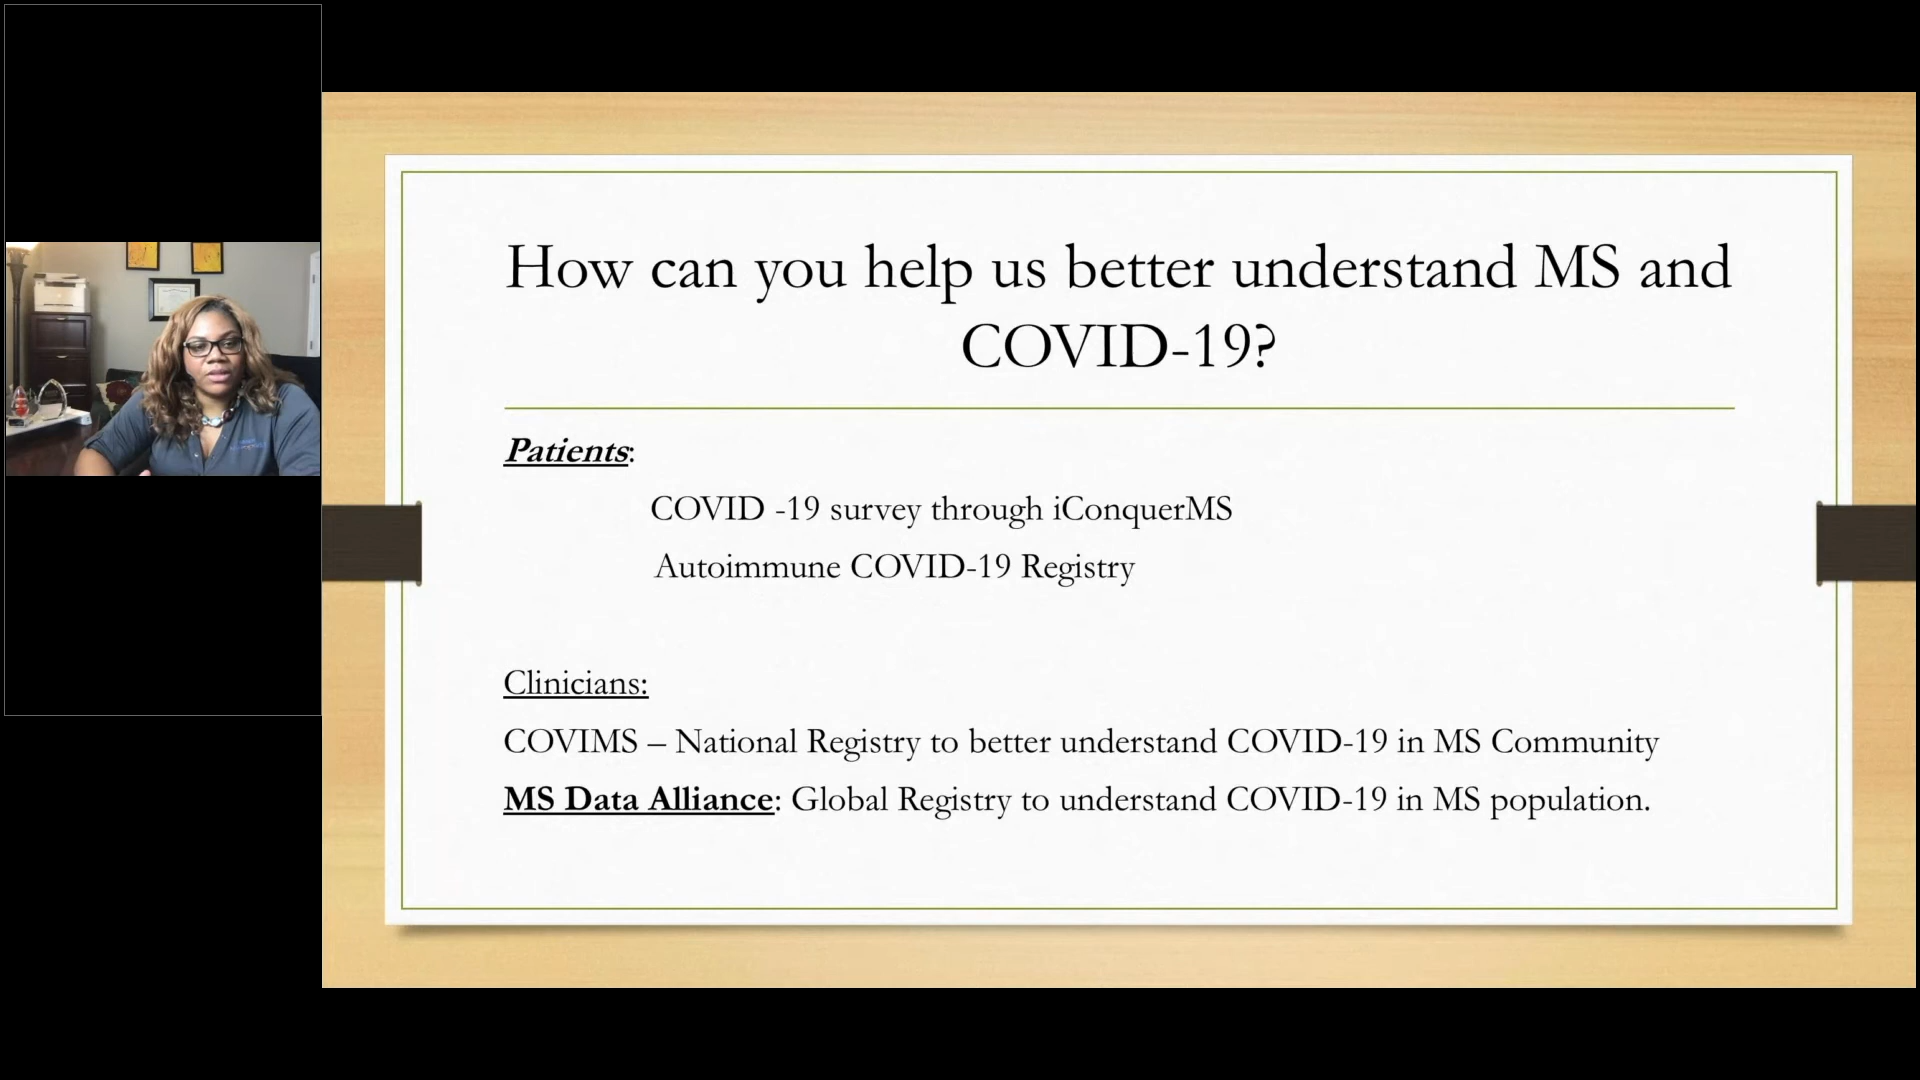 How can you help us better understand MS and
COVID-19?
Patients:
COVID -19 survey through iConquerMS
Autoimmune COVID-19 Registry
Clinicians:
COVIMS – National Registry to better understand COVID-19 in MS Community
MS Data Alliance: Global Registry to understand COVID-19 in MS population.